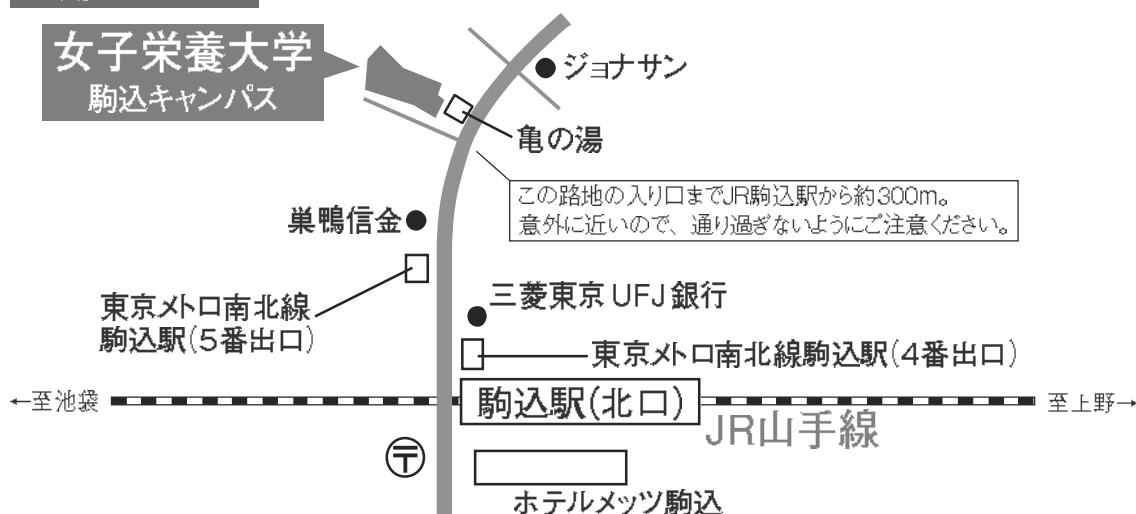 女子栄養大学
駒込キャンパス
ジョナサン
亀の湯
この路地の入り口までJR駒込駅から約300m。
意外に近いので、通り過ぎないようにご注意ください。
巣鴨信金
東京メトロ南北線
駒込駅(5番出口)
三菱東京UFJ銀行
東京メトロ南北線駒込駅(4番出口)
←至池袋
駒込駅(北口)
至上野→
JR山手線
〒
ホテルメッツ駒込